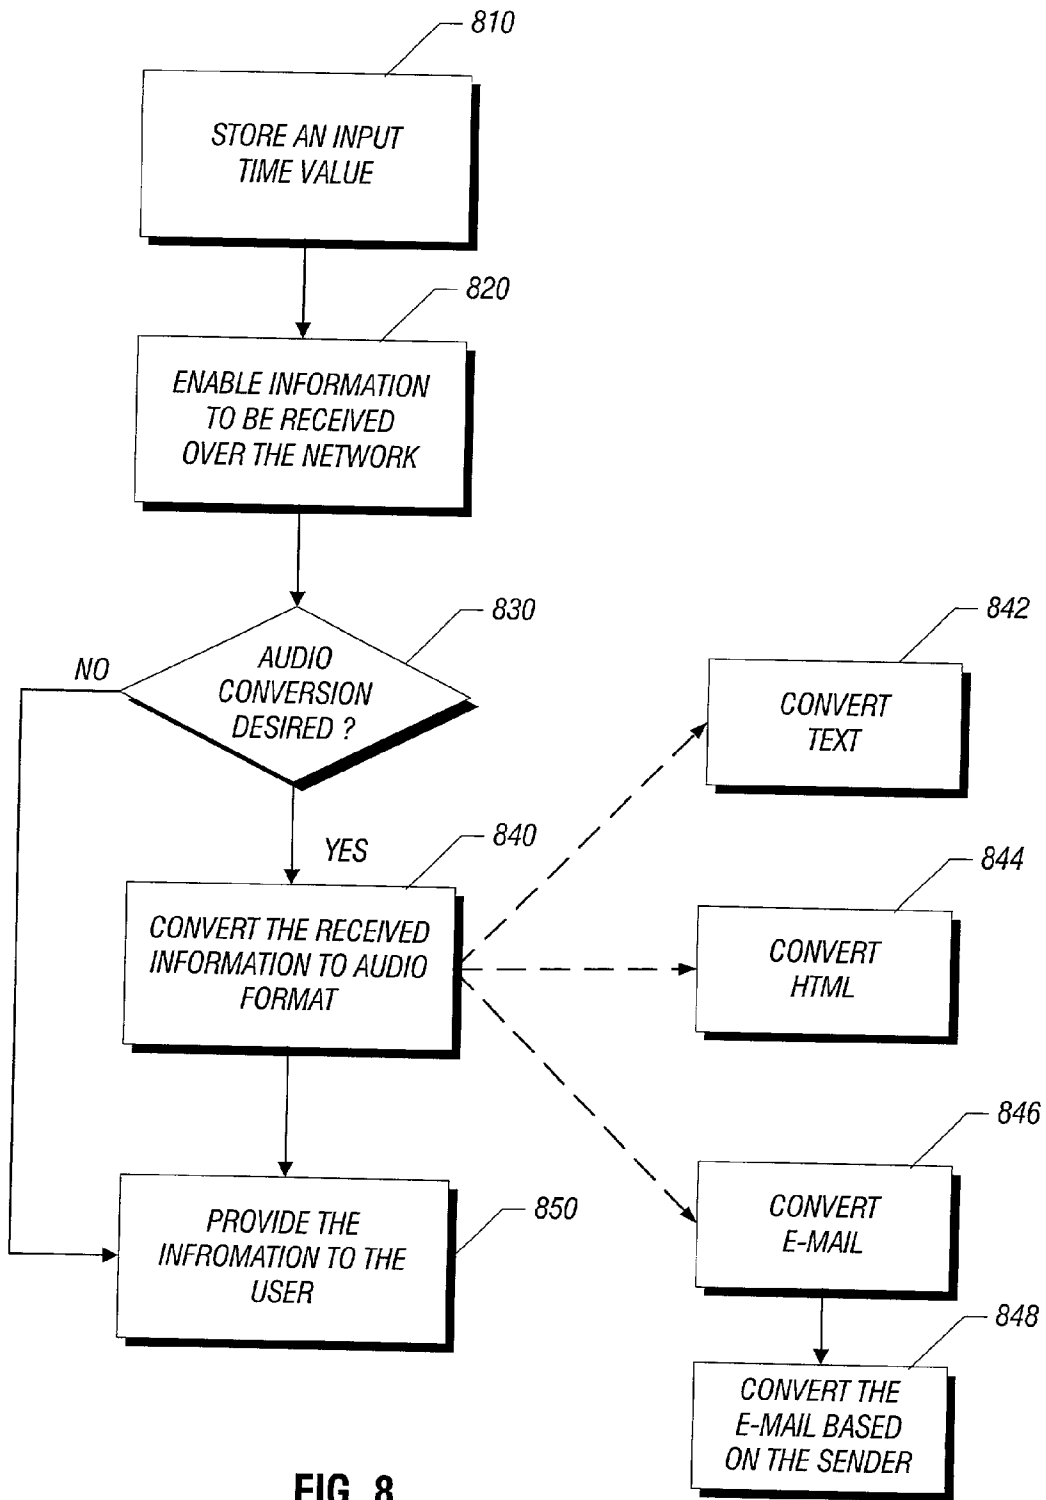 810
STORE AN INPUT
TIME VALUE
820
ENABLE INFORMATION
TO BE RECEIVED
OVER THE NETWORK
830
AUDIO
CONVERSION
DESIRED ?
NO
YES
840
CONVERT THE RECEIVED
INFORMATION TO AUDIO
FORMAT
842
CONVERT
TEXT
844
CONVERT
HTML
846
CONVERT
E-MAIL
848
CONVERT THE
E-MAIL BASED
ON THE SENDER
850
PROVIDE THE
INFROMATION TO THE
USER
FIG. 8